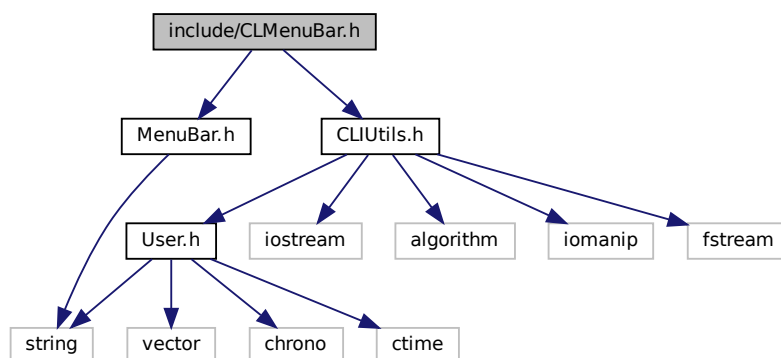 include/CLMenuBar.h
MenuBar.h
CLIUtils.h
User.h
iostream
algorithm
iomanip
fstream
string
vector
chrono
ctime